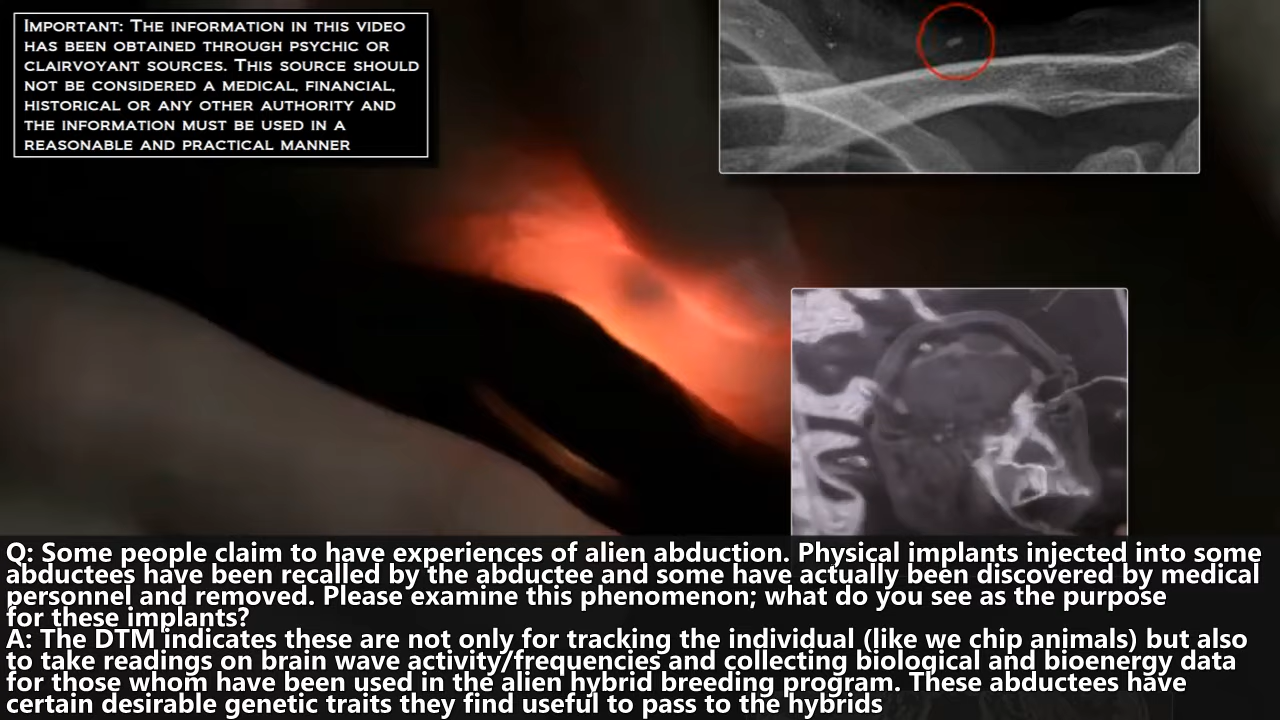 IMPORTANT: THE INFORMATION IN THIS VIDEO
HAS BEEN OBTAINED THROUGH PSYCHIC OR
CLAIRVOYANT SOURCES. THIS SOURCE SHOULD
NOT BE CONSIDERED A MEDICAL, FINANCIAL,
HISTORICAL OR ANY OTHER AUTHORITY AND
THE INFORMATION MUST BE USED IN A
REASONABLE AND PRACTICAL MANNER
Q: Some people claim to have experiences of alien abduction. Physical implants injected into some
abductees have been recalled by the abductee and some have actually been discovered by medical
personnel and removed. Please examine this phenomenon; what do you see as the purpose
for these implants?
A: The DTM indicates these are not only for tracking the individual (like we chip animals) but also
to take readings on brain wave activity/frequencies and collecting biological and bioenergy data
for those whom have been used in the alien hybrid breeding program. These abductees have
certain desirable genetic traits they find useful to pass to the hybrids